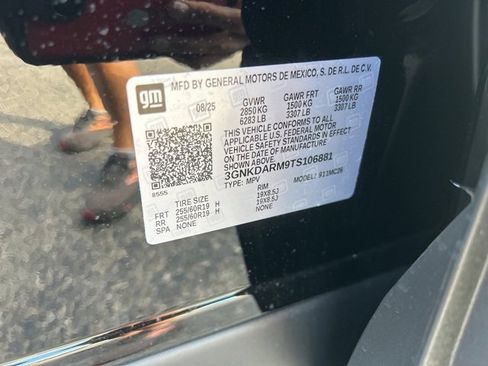 gm
MFD BY GENERAL MOTORS DE MEXICO, S. DE R.L. DE C.V.
08/25 GVWR GAWR FRT GAWR RR
2850 KG 1500 KG 1500 KG
6283 LB 3307 LB 3307 LB
THIS VEHICLE CONFORMS TO ALL
APPLICABLE U.S. FEDERAL MOTOR
VEHICLE SAFETY STANDARDS IN EFFECT
ON THE DATE OF MANUFACTURE
SHOWN ABOVE.
3GNKDARM9TS106881
8555 TYPE: MPV MODEL: 911MC26
TIRE SIZE RIM
FRT 255/60R19 H 19X8.5J
RR 255/60R19 H 19X8.5J
SPA NONE NONE